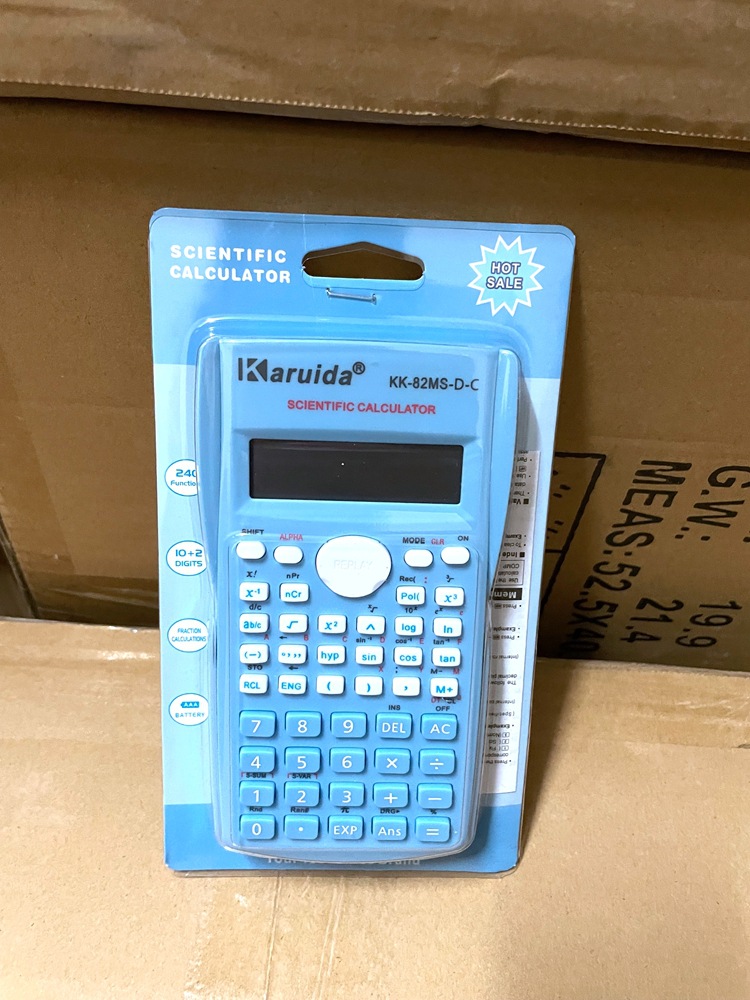 SCIENTIFIC
CALCULATOR
HOT
SALE
Karuida®
KK-82MS-D-C
SCIENTIFIC CALCULATOR
240
Function
10+2
DIGITS
FRACTION
CALCULATIONS
AAA
BATTERY
SHIFT ALPHA REPLAY MODE CLR ON
x! nPr Rec( : ³√
x-1 nCr Pol( x³
d/c x√ 10x ex
ab/c √ x² ^ log ln
A ← B C sin-1 D cos-1 E tan-1
(−) °,,, hyp sin cos tan
STO ← X ; M- M
RCL ENG ( ) , M+
INS OFF
7 8 9 DEL AC
4 5 6 × ÷
S-SUM S-VAR
1 2 3 + −
Rnd Ran# π DRG▸ %
0 · EXP Ans =
G.W.: 19.9
MEAS:52.5X40
21.4